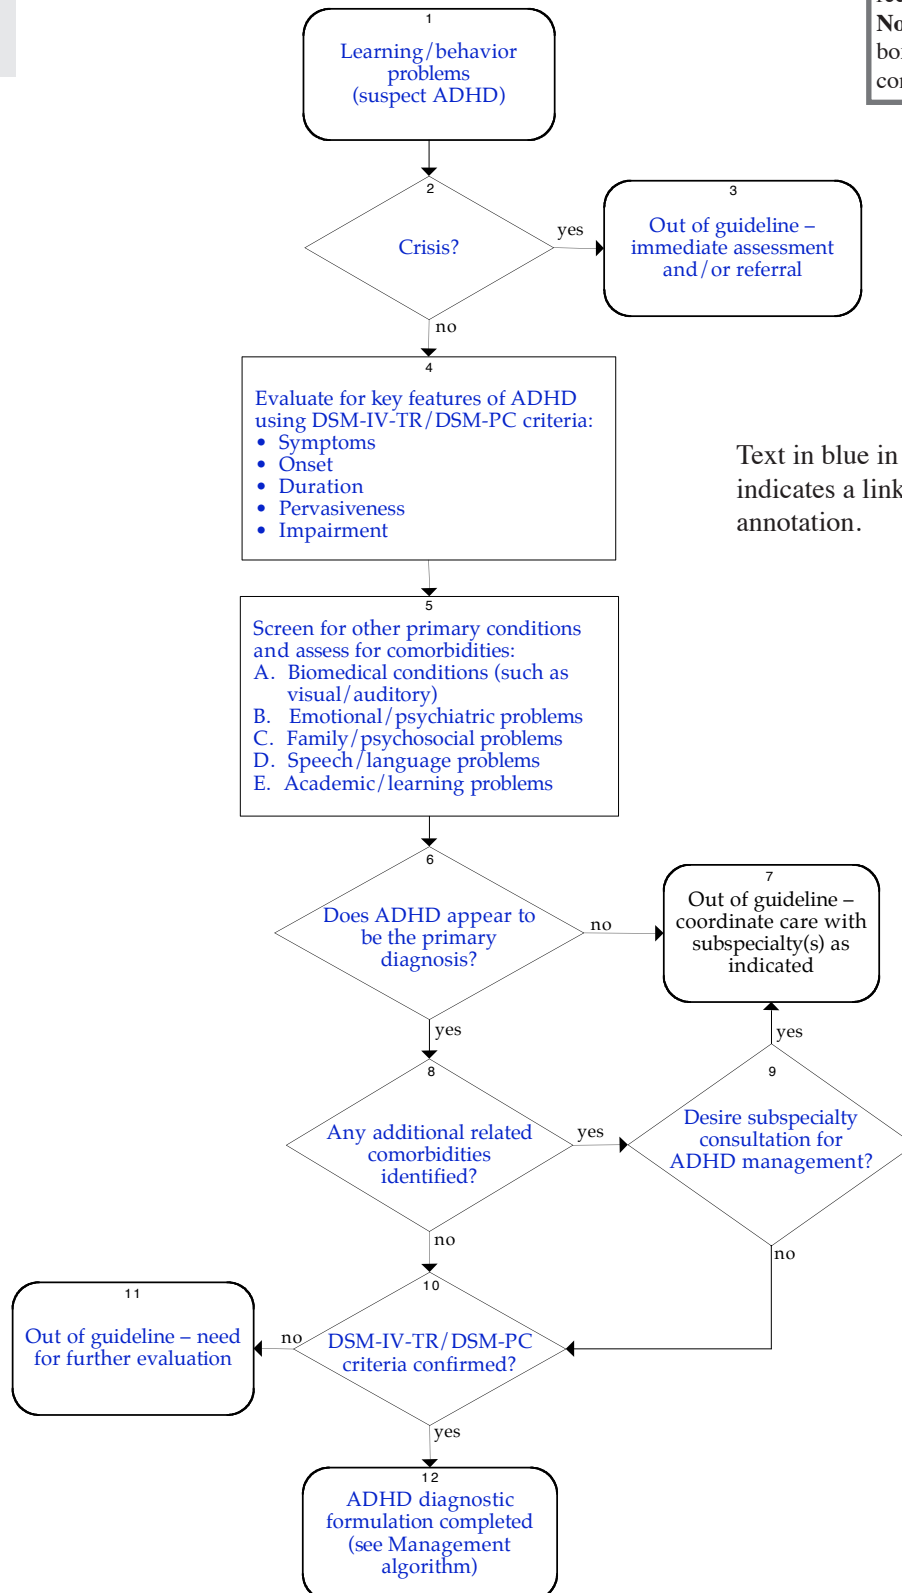 1
Learning/behavior
problems
(suspect ADHD)
No
2
Crisis?
yes
no
3
Out of guideline –
immediate assessment
and/or referral
4
Evaluate for key features of ADHD
using DSM-IV-TR/DSM-PC criteria:
• Symptoms
• Onset
• Duration
• Pervasiveness
• Impairment
Text in blue in
indicates a link
annotation.
5
Screen for other primary conditions
and assess for comorbidities:
A. Biomedical conditions (such as
visual/auditory)
B. Emotional/psychiatric problems
C. Family/psychosocial problems
D. Speech/language problems
E. Academic/learning problems
6
Does ADHD appear to
be the primary
diagnosis?
no
yes
7
Out of guideline –
coordinate care with
subspecialty(s) as
indicated
yes
8
Any additional related
comorbidities
identified?
yes
no
9
Desire subspecialty
consultation for
ADHD management?
no
10
DSM-IV-TR/DSM-PC
criteria confirmed?
no
yes
11
Out of guideline – need
for further evaluation
12
ADHD diagnostic
formulation completed
(see Management
algorithm)